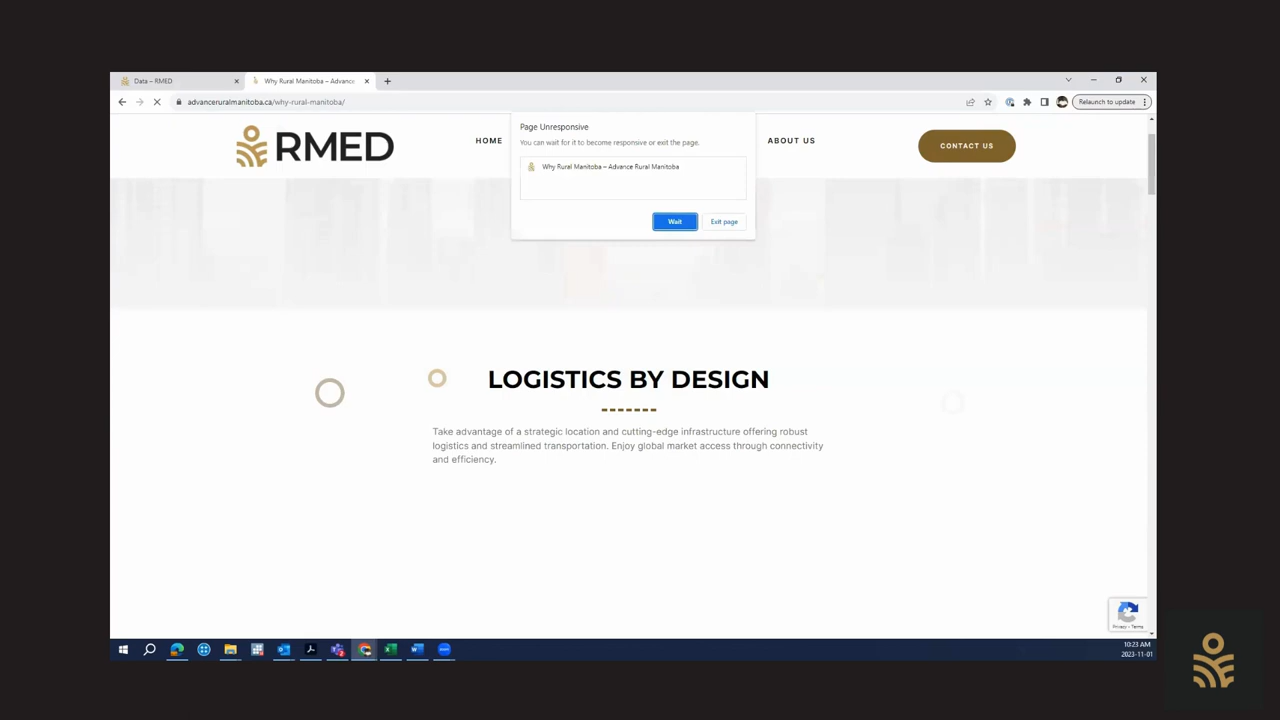 Data – RMED
Why Rural Manitoba – Advance
advanceruralmanitoba.ca/why-rural-manitoba/
Relaunch to update
RMED
HOME
ABOUT US
CONTACT US
Page Unresponsive
You can wait for it to become responsive or exit the page.
Why Rural Manitoba – Advance Rural Manitoba
Wait
Exit page
LOGISTICS BY DESIGN
Take advantage of a strategic location and cutting-edge infrastructure offering robust
logistics and streamlined transportation. Enjoy global market access through connectivity
and efficiency.
Privacy - Terms
10:23 AM
2023-11-01